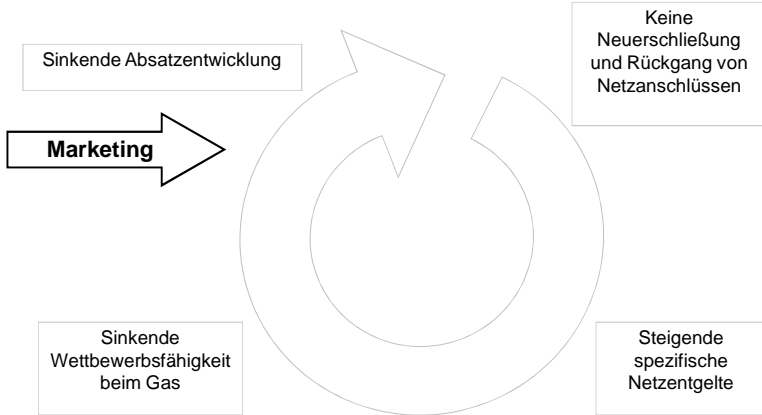 Keine
Neuerschließung
und Rückgang von
Netzanschlüssen
Sinkende Absatzentwicklung
Marketing
Sinkende
Wettbewerbsfähigkeit
beim Gas
Steigende
spezifische
Netzentgelte